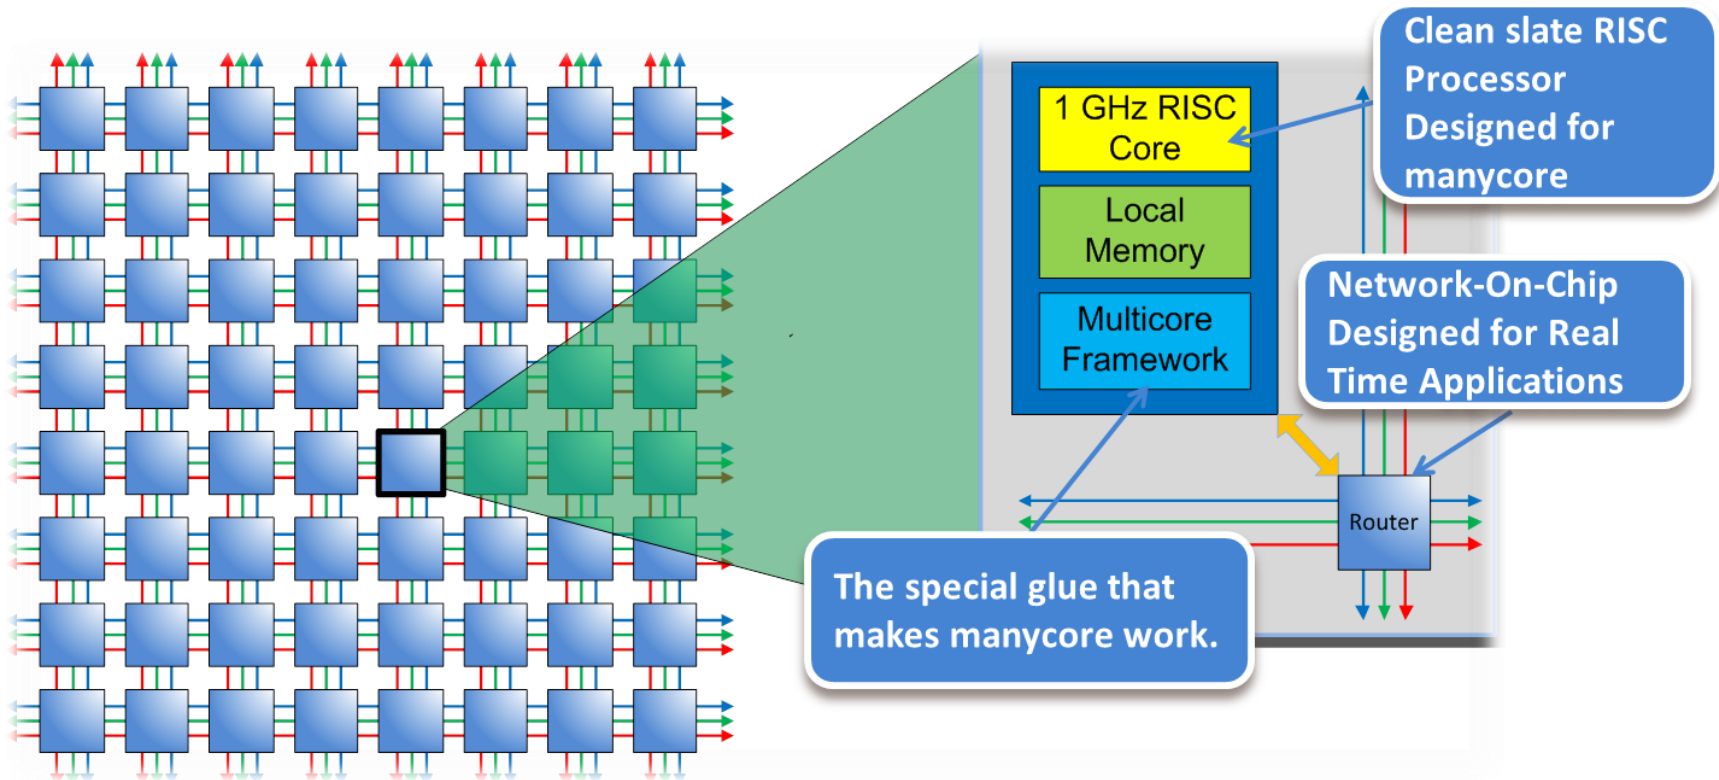 Clean slate RISC
Processor
Designed for
manycore
1 GHz RISC
Core
Local
Memory
Multicore
Framework
Network-On-Chip
Designed for Real
Time Applications
Router
The special glue that
makes manycore work.